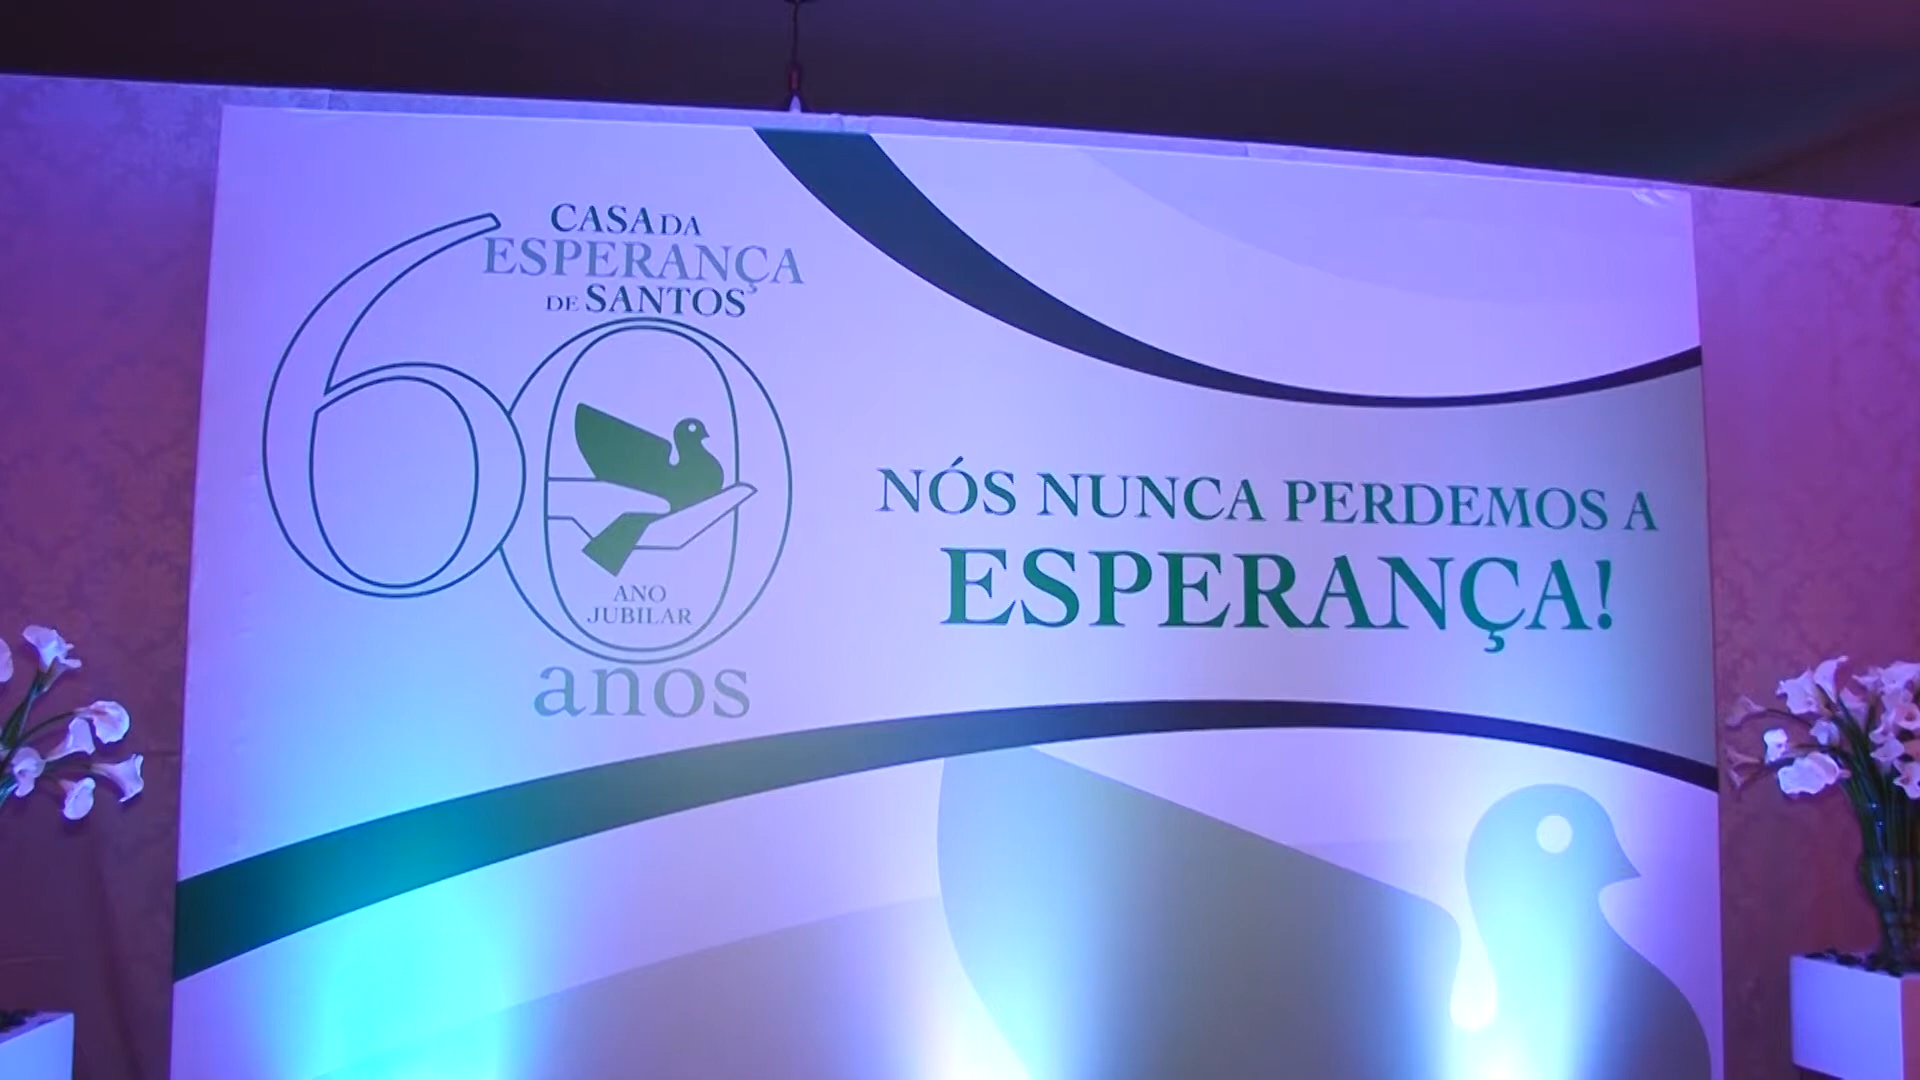 CASA DA
ESPERANÇA
DE SANTOS
60
ANO
JUBILAR
anos
NÓS NUNCA PERDEMOS A
ESPERANÇA!